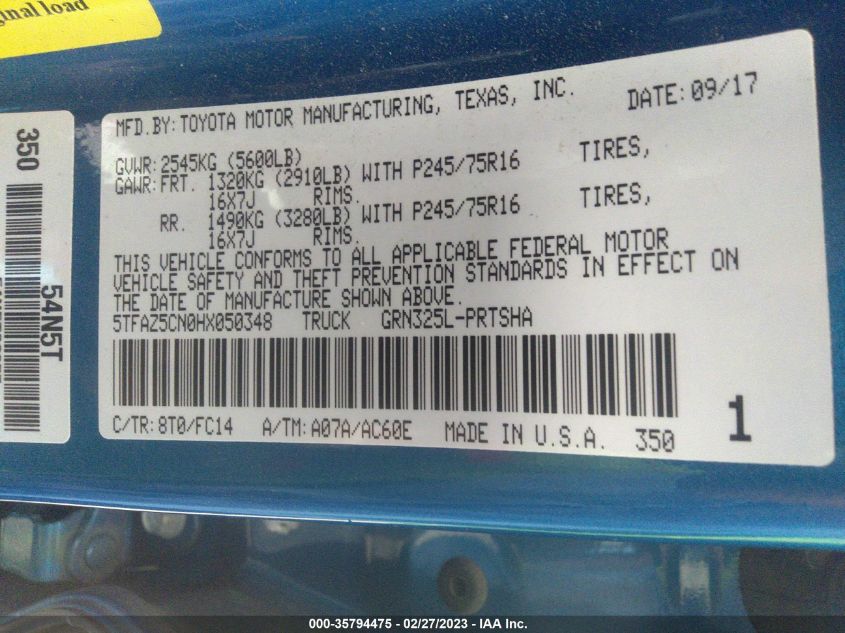 ginal load
350
54N5T
MFD.BY:TOYOTA MOTOR MANUFACTURING, TEXAS, INC. DATE:09/17
GVWR:2545KG (5600LB)
GAWR:FRT. 1320KG (2910LB) WITH P245/75R16 TIRES,
16X7J RIMS.
RR. 1490KG (3280LB) WITH P245/75R16 TIRES,
16X7J RIMS.
THIS VEHICLE CONFORMS TO ALL APPLICABLE FEDERAL MOTOR
VEHICLE SAFETY AND THEFT PREVENTION STANDARDS IN EFFECT ON
THE DATE OF MANUFACTURE SHOWN ABOVE.
5TFAZ5CN0HX050348 TRUCK GRN325L-PRTSHA
C/TR:8T0/FC14 A/TM:A07A/AC60E MADE IN U.S.A. 350 1
000-35794475 - 02/27/2023 - IAA Inc.